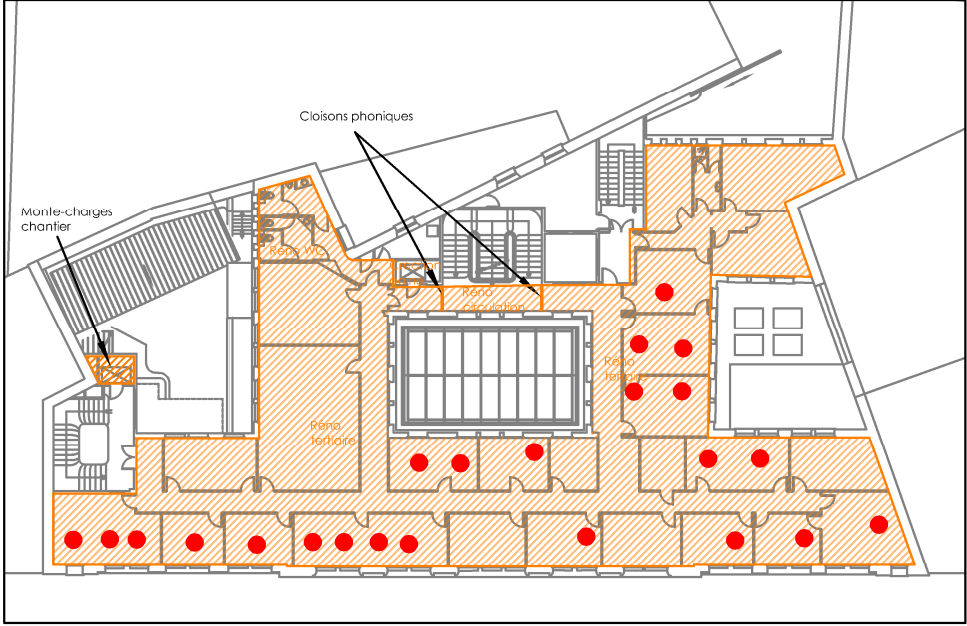 Cloisons phoniques
Monte-charges
chantier
Réno WC
Réno
circulation
Réno
tertiaire
Réno
tertiaire